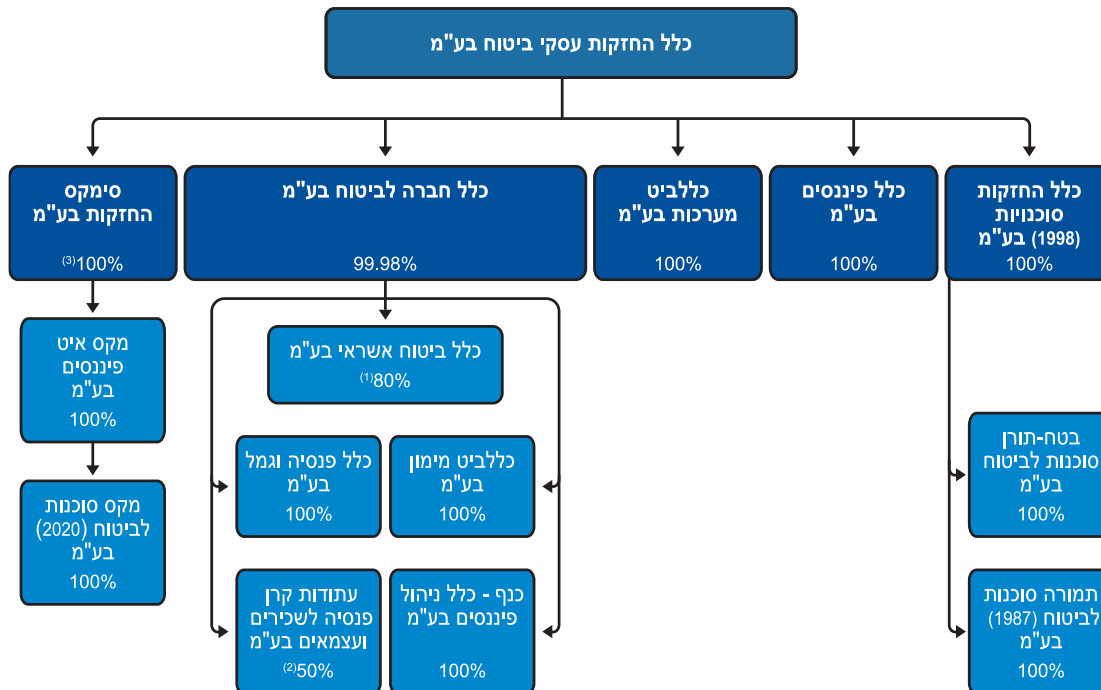 כלל החזקות עסקי ביטוח בע"מ
כלל החזקות
סוכנויות
(1998) בע"מ
100%
כלל פיננסים
בע"מ
100%
כללביט
מערכות בע"מ
100%
כלל חברה לביטוח בע"מ
99.98%
סימקס
החזקות בע"מ
(3)100%
בטח-תורן
סוכנות לביטוח
בע"מ
100%
תמורה סוכנות
לביטוח (1987)
בע"מ
100%
כלל ביטוח אשראי בע"מ
(1)80%
כללביט מימון
בע"מ
100%
כלל פנסיה וגמל
בע"מ
100%
כנף - כלל ניהול
פיננסים בע"מ
100%
עתודות קרן
פנסיה לשכירים
ועצמאים בע"מ
(2)50%
מקס איט
פיננסים
בע"מ
100%
מקס סוכנות
לביטוח (2020)
בע"מ
100%